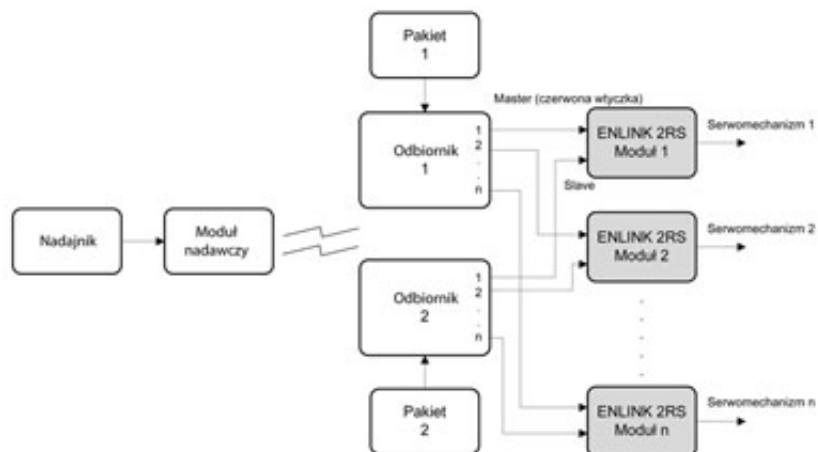 Pakiet
1
Master (czerwona wtyczka)
Odbiornik
1
1
2
.
.
n
ENLINK 2RS
Moduł 1
Serwomechanizm 1
Slave
Nadajnik
Moduł
nadawczy
ENLINK 2RS
Moduł 2
Serwomechanizm 2
Odbiornik
2
1
2
.
.
n
Pakiet
2
ENLINK 2RS
Moduł n
Serwomechanizm n